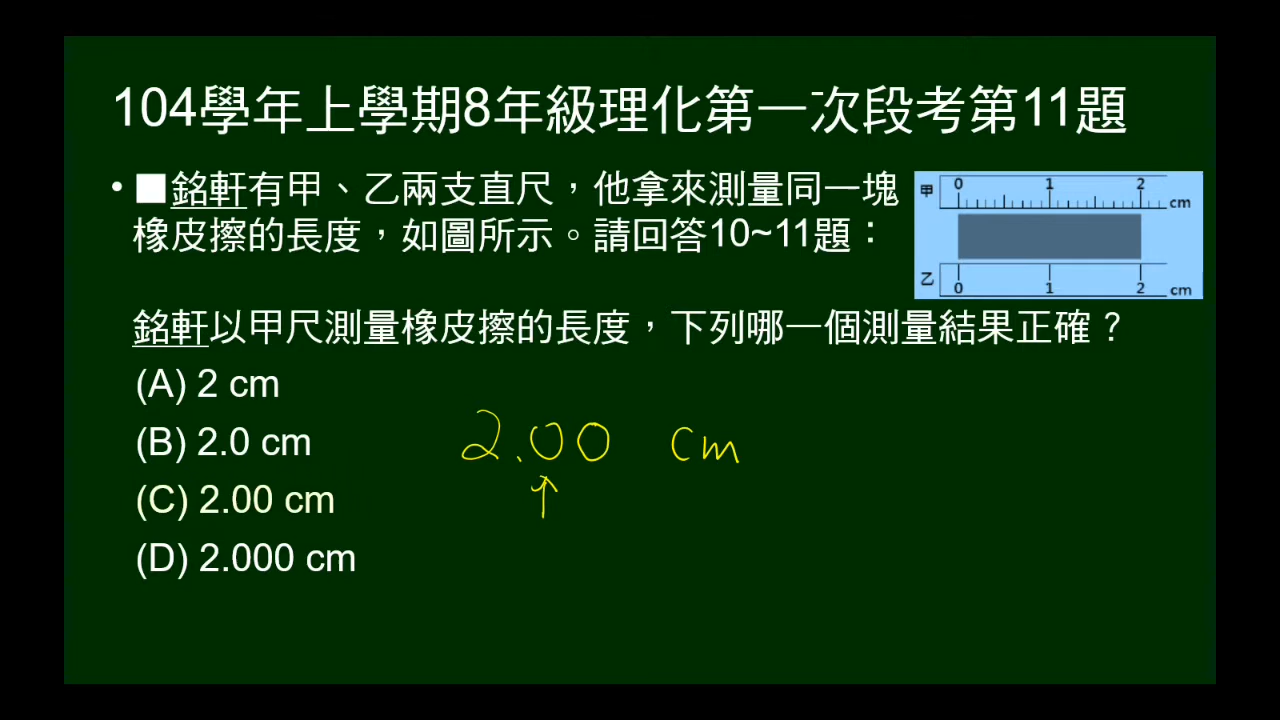 104學年上學期8年級理化第一次段考第11題
• ■銘軒有甲、乙兩支直尺，他拿來測量同一塊
橡皮擦的長度，如圖所示。請回答10~11題：
甲 0 1 2 cm
乙 0 1 2 cm
銘軒以甲尺測量橡皮擦的長度，下列哪一個測量結果正確？
(A) 2 cm
(B) 2.0 cm
(C) 2.00 cm
(D) 2.000 cm
2.00 cm